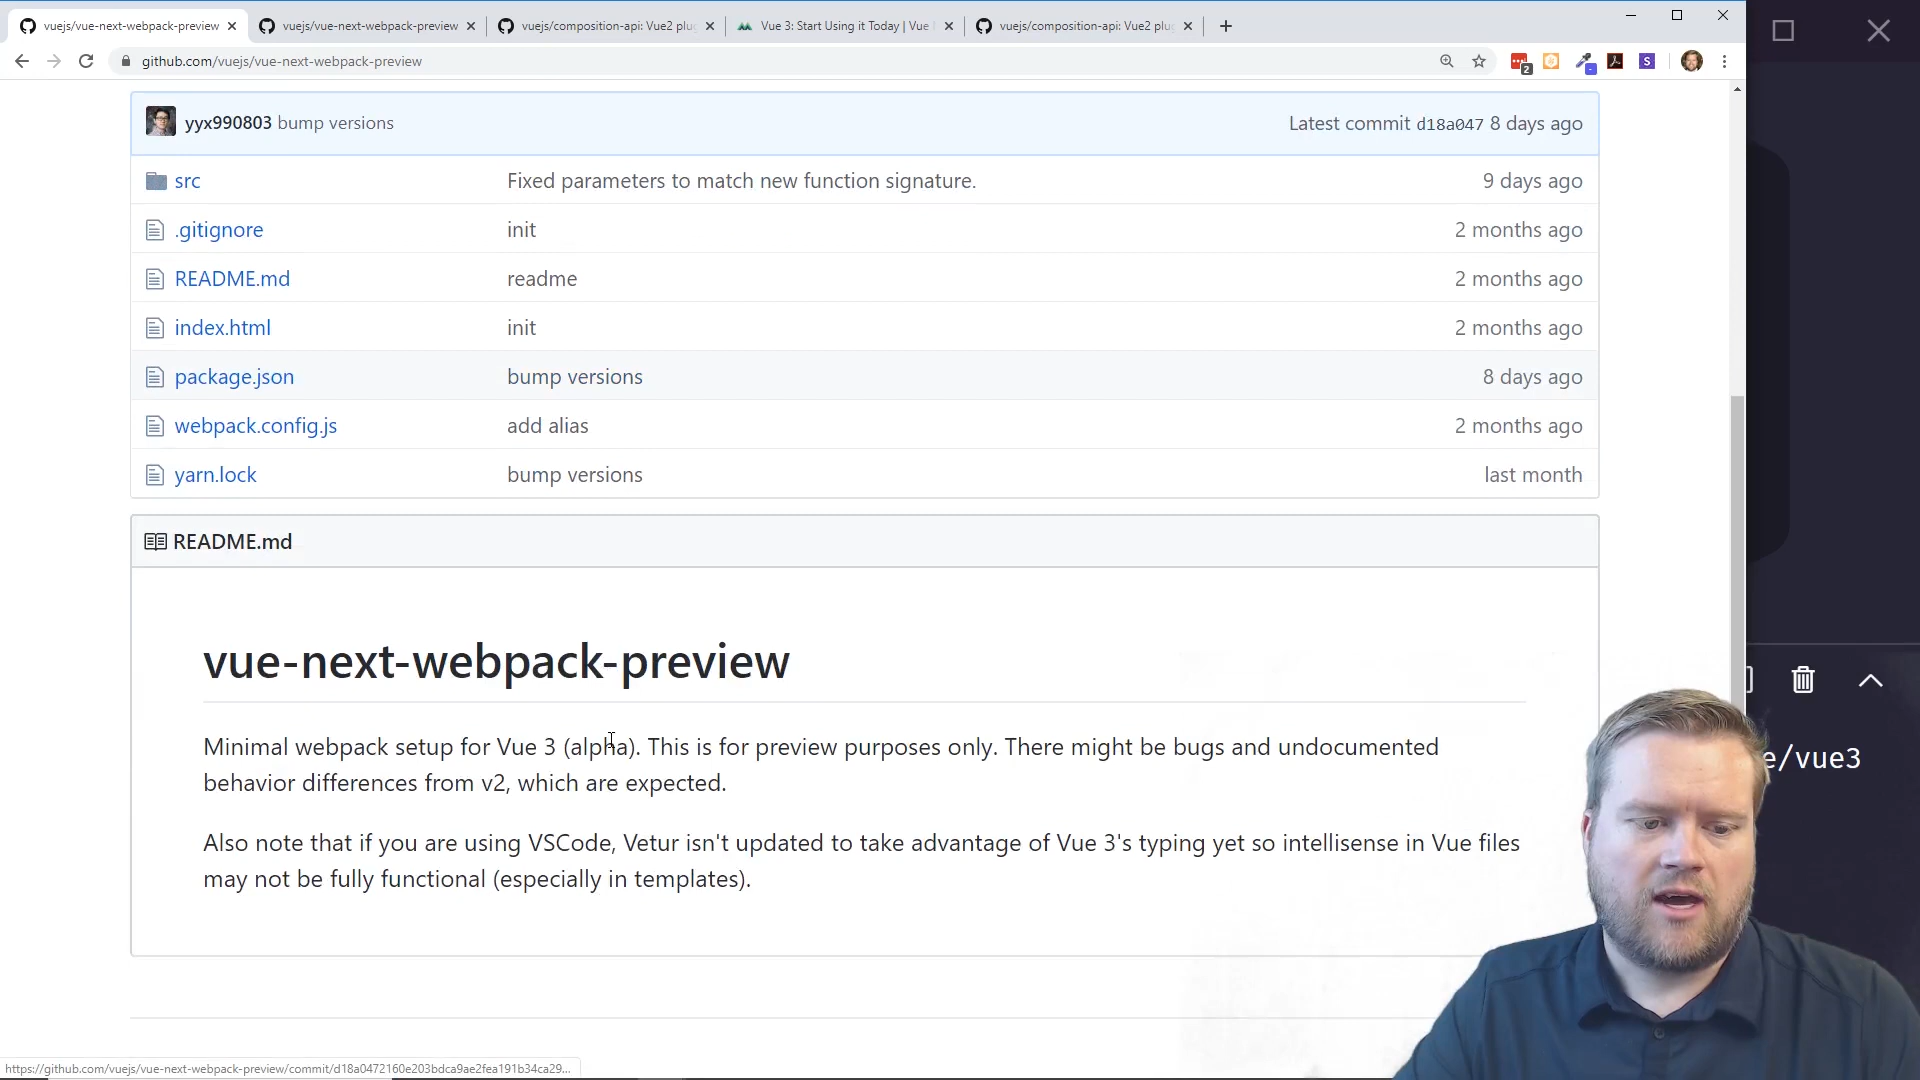 vuejs/vue-next-webpack-preview
vuejs/vue-next-webpack-preview
vuejs/composition-api: Vue2 plug
Vue 3: Start Using it Today | Vue
vuejs/composition-api: Vue2 plug
github.com/vuejs/vue-next-webpack-preview
2
S
yyx990803 bump versions
Latest commit d18a047 8 days ago
src Fixed parameters to match new function signature. 9 days ago
.gitignore init 2 months ago
README.md readme 2 months ago
index.html init 2 months ago
package.json bump versions 8 days ago
webpack.config.js add alias 2 months ago
yarn.lock bump versions last month
README.md
vue-next-webpack-preview
Minimal webpack setup for Vue 3 (alpha). This is for preview purposes only. There might be bugs and undocumented
behavior differences from v2, which are expected.
e/vue3
Also note that if you are using VSCode, Vetur isn't updated to take advantage of Vue 3's typing yet so intellisense in Vue files
may not be fully functional (especially in templates).
https://github.com/vuejs/vue-next-webpack-preview/commit/d18a0472160e203bdca9ae2fea191b34ca29...